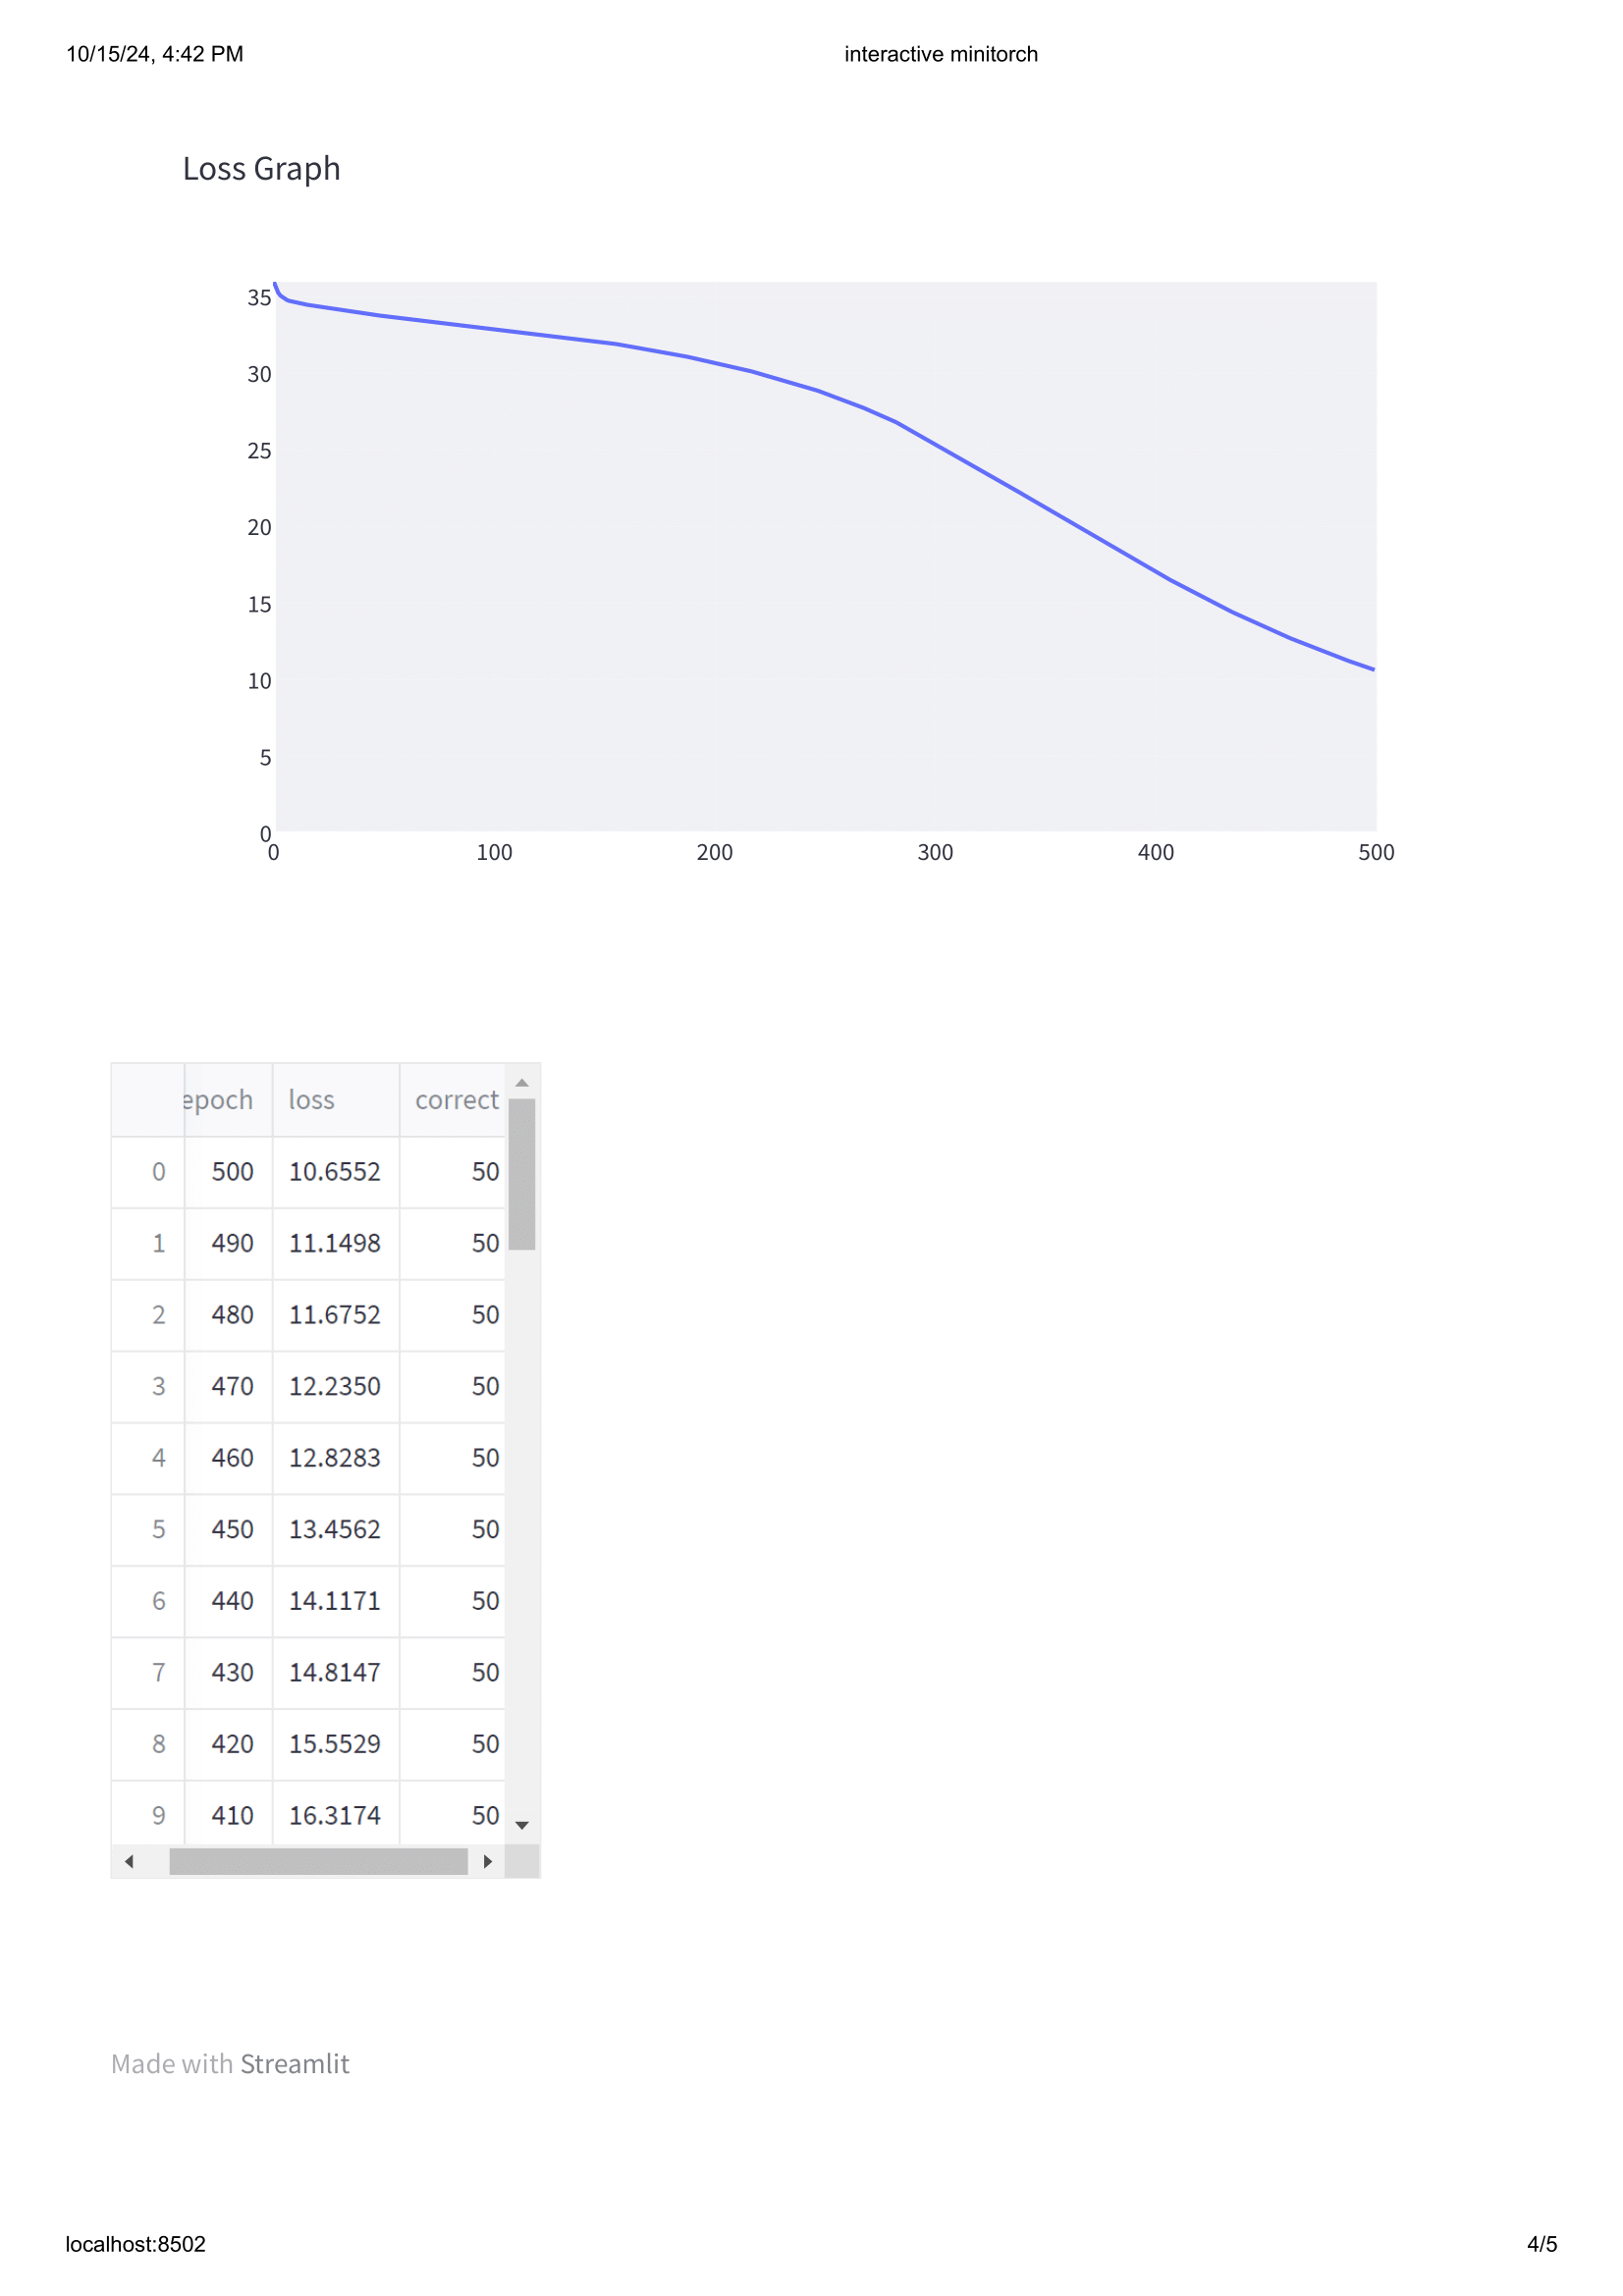 10/15/24, 4:42 PM interactive minitorch
Loss Graph
35
30
25
20
15
10
5
0
0 100 200 300 400 500
epoch loss correct
0 500 10.6552 50
1 490 11.1498 50
2 480 11.6752 50
3 470 12.2350 50
4 460 12.8283 50
5 450 13.4562 50
6 440 14.1171 50
7 430 14.8147 50
8 420 15.5529 50
9 410 16.3174 50
Made with Streamlit
localhost:8502 4/5